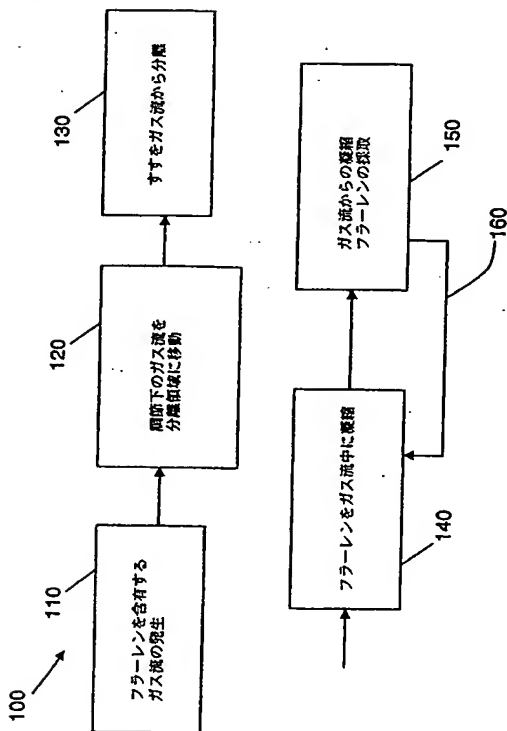 100
110
フラーレンを含有する
ガス流の発生
120
調節下のガス流を
分離領域に移動
130
すすをガス流から分離
140
フラーレンをガス流中に凝縮
150
ガス流からの凝縮
フラーレンの採取
160